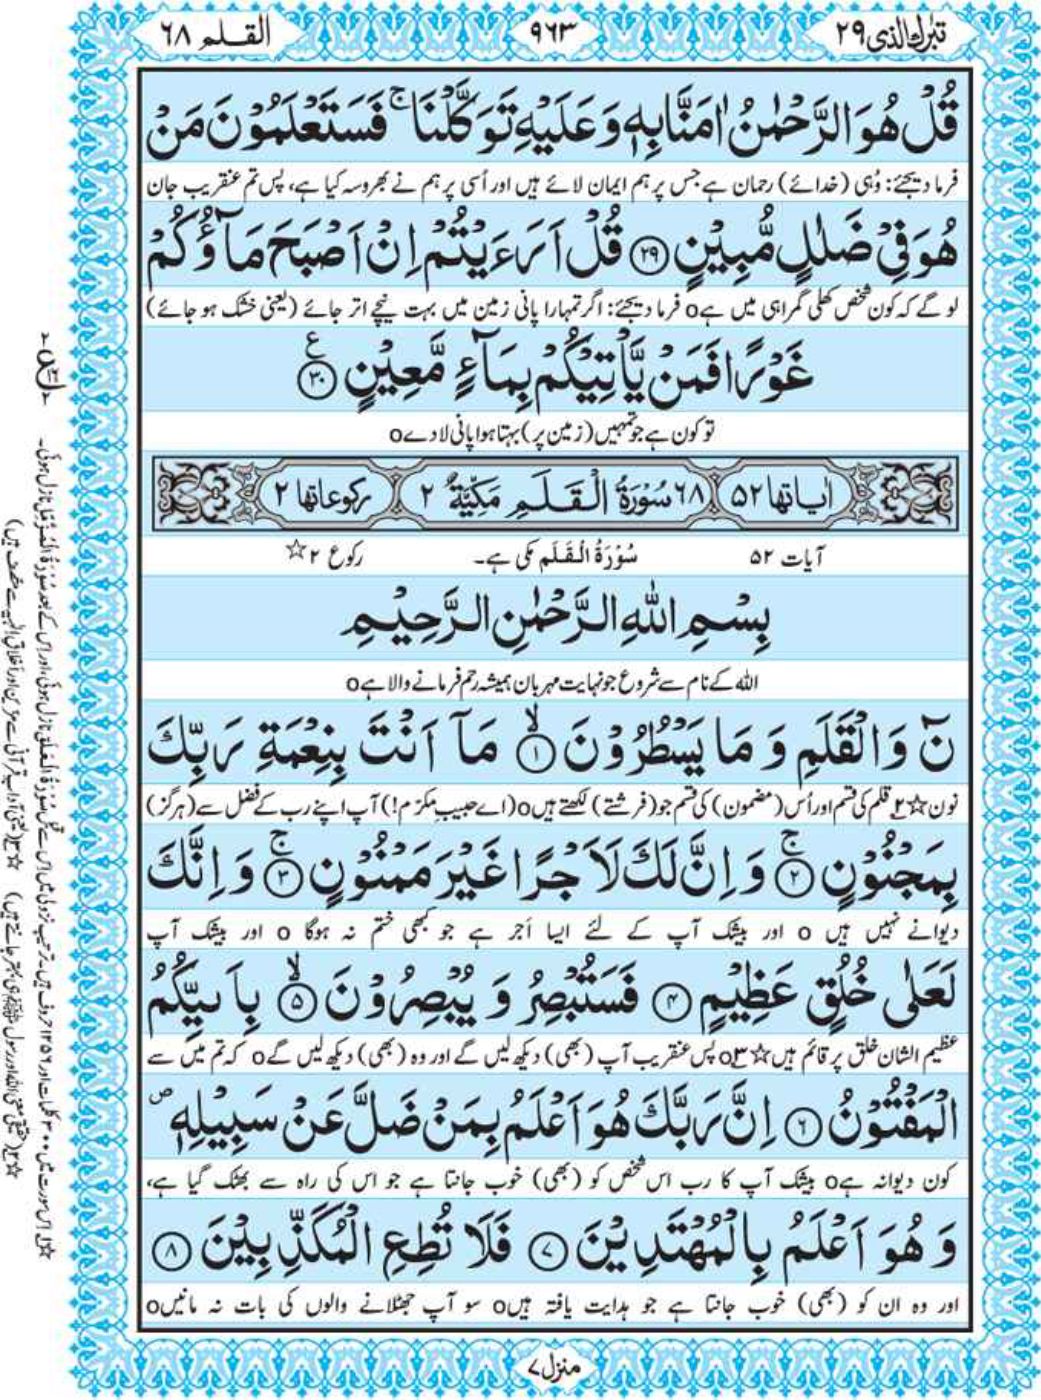 تبٰرك الذی ٢٩
٩٦٣
القلم ٦٨
قُلْ هُوَ الرَّحْمٰنُ اٰمَنَّا بِهٖ وَعَلَيْهِ تَوَكَّلْنَا ۚ فَسَتَعْلَمُوْنَ مَنْ
فرما دیجئے: وُہی (خدائے) رحمان ہے جس پر ہم ایمان لائے ہیں اور اُسی پر ہم نے بھروسہ کیا ہے، پس تم عنقریب جان
هُوَ فِيْ ضَلٰلٍ مُّبِيْنٍ ﴿٢٩﴾ قُلْ اَرَءَيْتُمْ اِنْ اَصْبَحَ مَآؤُكُمْ
لو گے کہ کون شخص کھلی گمراہی میں ہےo فرما دیجئے: اگر تمہارا پانی زمین میں بہت نیچے اتر جائے (یعنی خشک ہو جائے)
غَوْرًا فَمَنْ يَّاْتِيْكُمْ بِمَآءٍ مَّعِيْنٍ ﴿٣٠﴾ ع
تو کون ہے جو تمہیں (زمین پر) بہتا ہوا پانی لا دےo
اٰیاتها ٥٢ ٦٨ سُوْرَةُ الْقَلَمِ مَكِّيَّةٌ ٢ ركوعاتها ٢
آیات ٥٢ سُوْرَةُ الْقَلَم مکی ہے۔ رکوع ٢ ☆
بِسْمِ اللّٰهِ الرَّحْمٰنِ الرَّحِيْمِ
اللہ کے نام سے شروع جو نہایت مہربان ہمیشہ رحم فرمانے والا ہےo
نٓ وَالْقَلَمِ وَ مَا يَسْطُرُوْنَ ﴿١﴾ۙ مَآ اَنْتَ بِنِعْمَةِ رَبِّكَ
نون☆٢ قلم کی قسم اور اُس (مضمون) کی قسم جو (فرشتے) لکھتے ہیںo (اے حبیبِ مکرّم!) آپ اپنے رب کے فضل سے (ہرگز)
بِمَجْنُوْنٍ ﴿٢﴾ۚ وَ اِنَّ لَكَ لَاَجْرًا غَيْرَ مَمْنُوْنٍ ﴿٣﴾ۚ وَ اِنَّكَ
دیوانے نہیں ہیں o اور بیشک آپ کے لئے ایسا اَجر ہے جو کبھی ختم نہ ہوگا o اور بیشک آپ
لَعَلٰى خُلُقٍ عَظِيْمٍ ﴿٤﴾ فَسَتُبْصِرُ وَ يُبْصِرُوْنَ ﴿٥﴾ۙ بِاَىيِّكُمُ
عظیم الشان خلق پر قائم ہیں☆٣o پس عنقریب آپ (بھی) دیکھ لیں گے اور وہ (بھی) دیکھ لیں گےo کہ تم میں سے
الْمَفْتُوْنُ ﴿٦﴾ اِنَّ رَبَّكَ هُوَ اَعْلَمُ بِمَنْ ضَلَّ عَنْ سَبِيْلِهٖ ۖ
کون دیوانہ ہےo بیشک آپ کا رب اس شخص کو (بھی) خوب جانتا ہے جو اس کی راہ سے بھٹک گیا ہے،
وَ هُوَ اَعْلَمُ بِالْمُهْتَدِيْنَ ﴿٧﴾ فَلَا تُطِعِ الْمُكَذِّبِيْنَ ﴿٨﴾
اور وہ ان کو (بھی) خوب جانتا ہے جو ہدایت یافتہ ہیںo سو آپ جھٹلانے والوں کی بات نہ مانیںo
منزل ٧